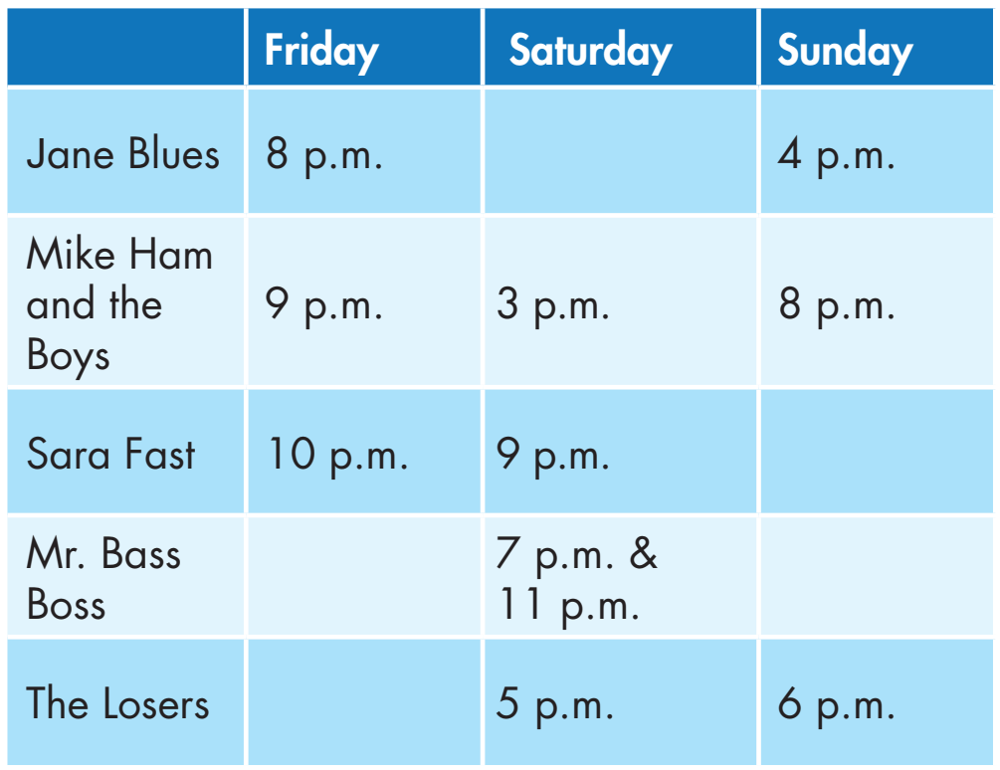 Friday Saturday Sunday
Jane Blues 8 p.m. 4 p.m.
Mike Ham
and the
Boys
9 p.m. 3 p.m. 8 p.m.
Sara Fast 10 p.m. 9 p.m.
Mr. Bass
Boss
7 p.m. &
11 p.m.
The Losers 5 p.m. 6 p.m.